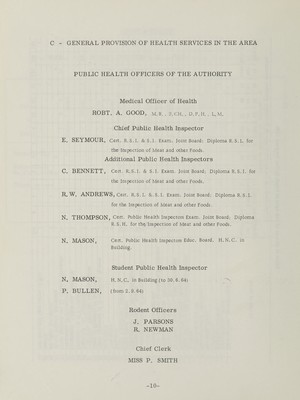 C - GENERAL PROVISION OF HEALTH SERVICES IN THE AREA
PUBLIC HEALTH OFFICERS OF THE AUTHORITY
Medical Officer of Health
ROBT, A. GOOD, M.B., B.CH., D.P.H., L.M.
Chief Public Health Inspector
E. SEYMOUR, Cert. R.S.I. & S.I. Exam. Joint Board: Diploma R.S.I. for
the Inspection of Meat and other Foods.
Additional Public Health Inspectors
C. BENNETT, Cert. R.S.I. & S.I. Exam. Joint Board: Diploma R.S.I. for
the Inspection of Meat and other Foods.
R.W. ANDREWS, Cert. R.S.I. & S.I. Exam. Joint Board: Diploma R.S.I.
for the Inspection of Meat and other Foods.
N. THOMPSON, Cert. Public Health Inspectors Exam. Joint Board: Diploma
R.S.H. for the Inspection of Meat and other Foods.
N. MASON, Cert. Public Health Inspectors Educ. Board. H.N.C. in
Building.
Student Public Health Inspector
N. MASON, H.N.C. in Building (to 30.8.64)
P. BULLEN, (from 2.8.64)
Rodent Officers
J. PARSONS
R. NEWMAN
Chief Clerk
MISS P. SMITH
-18-